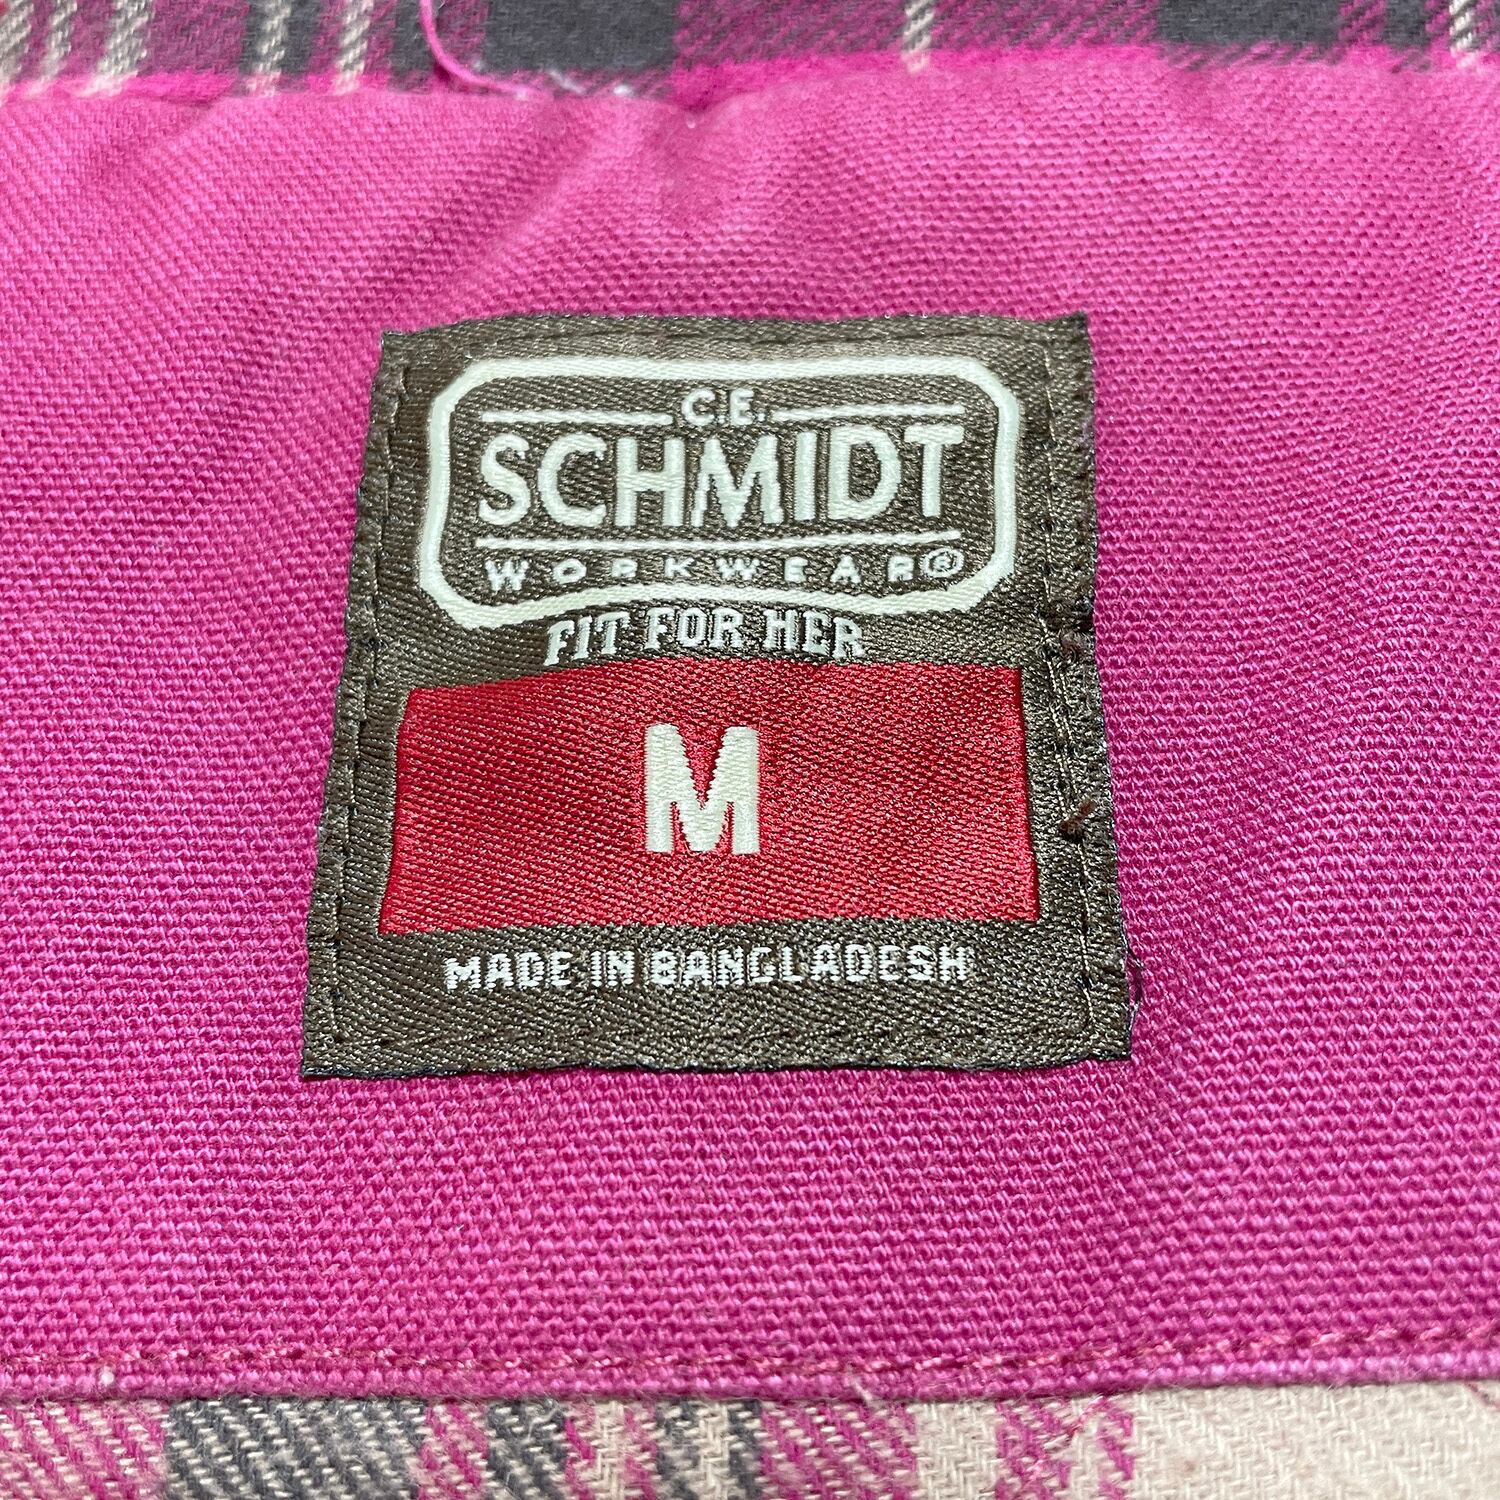 C.E.
SCHMIDT
WORKWEAR®
FIT FOR HER
M
MADE IN BANGLADESH